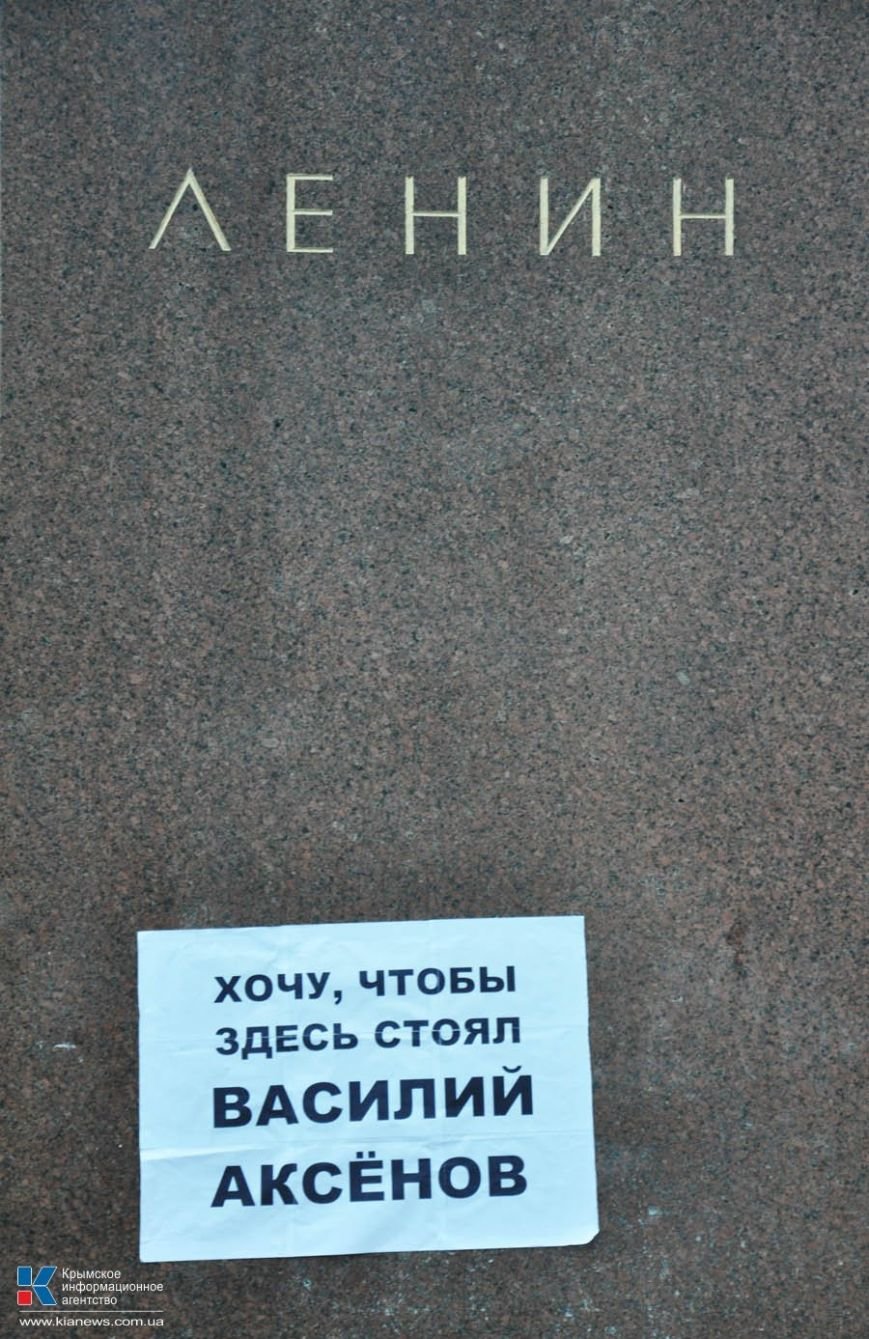 ЛЕНИН
ХОЧУ, ЧТОБЫ
ЗДЕСЬ СТОЯЛ
ВАСИЛИЙ
АКСЁНОВ
Крымское
информационное
агентство
www.kianews.com.ua